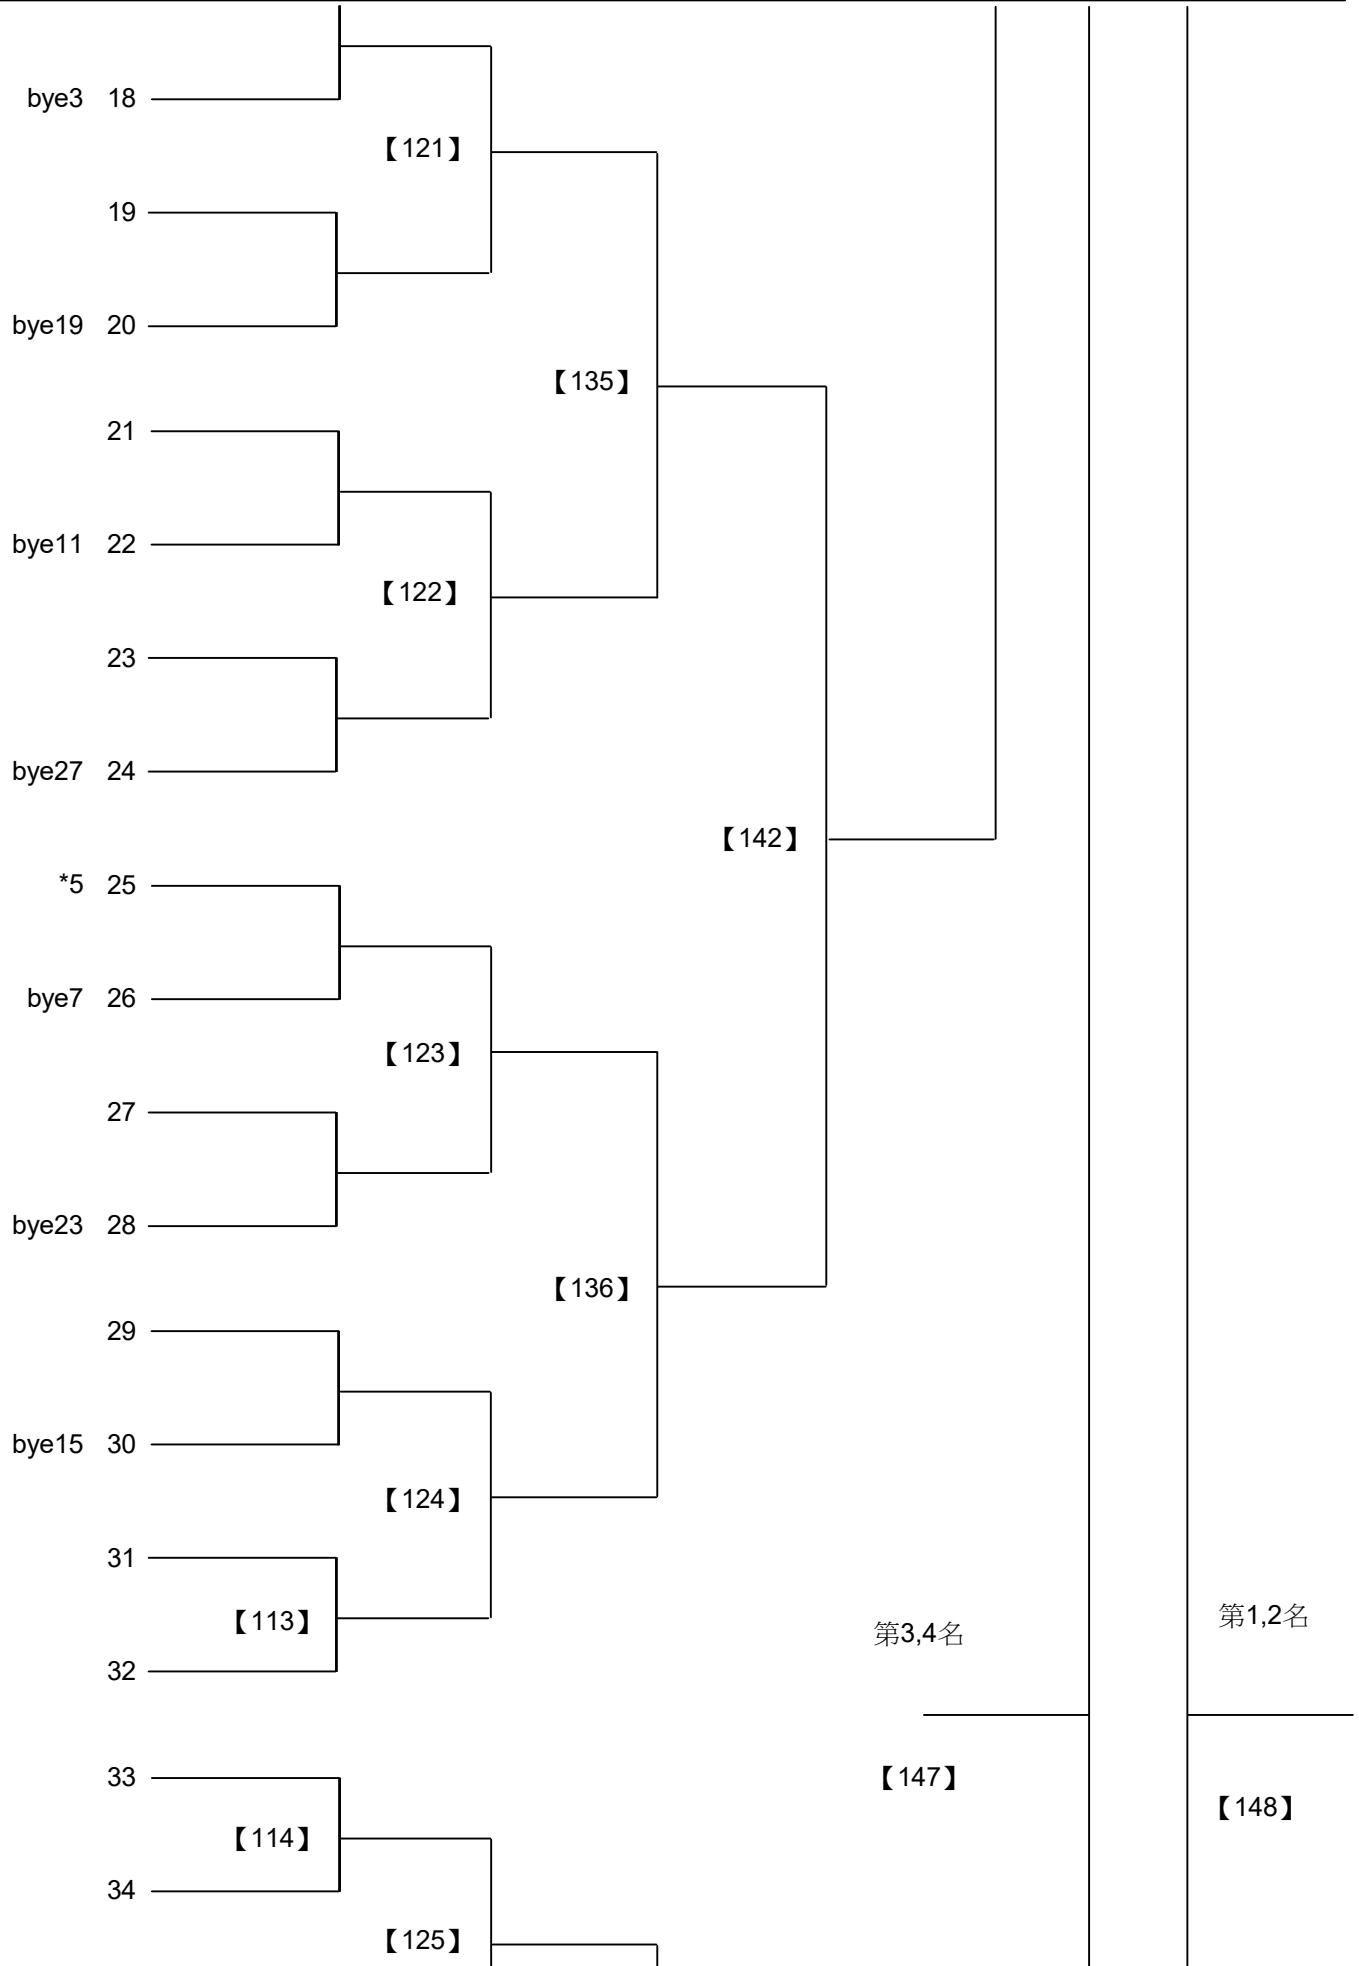 bye3 18
【121】
19
bye19 20
【135】
21
bye11 22
【122】
23
bye27 24
【142】
*5 25
bye7 26
【123】
27
bye23 28
【136】
29
bye15 30
【124】
31
【113】
第3,4名
第1,2名
32
33
【147】
【148】
【114】
34
【125】